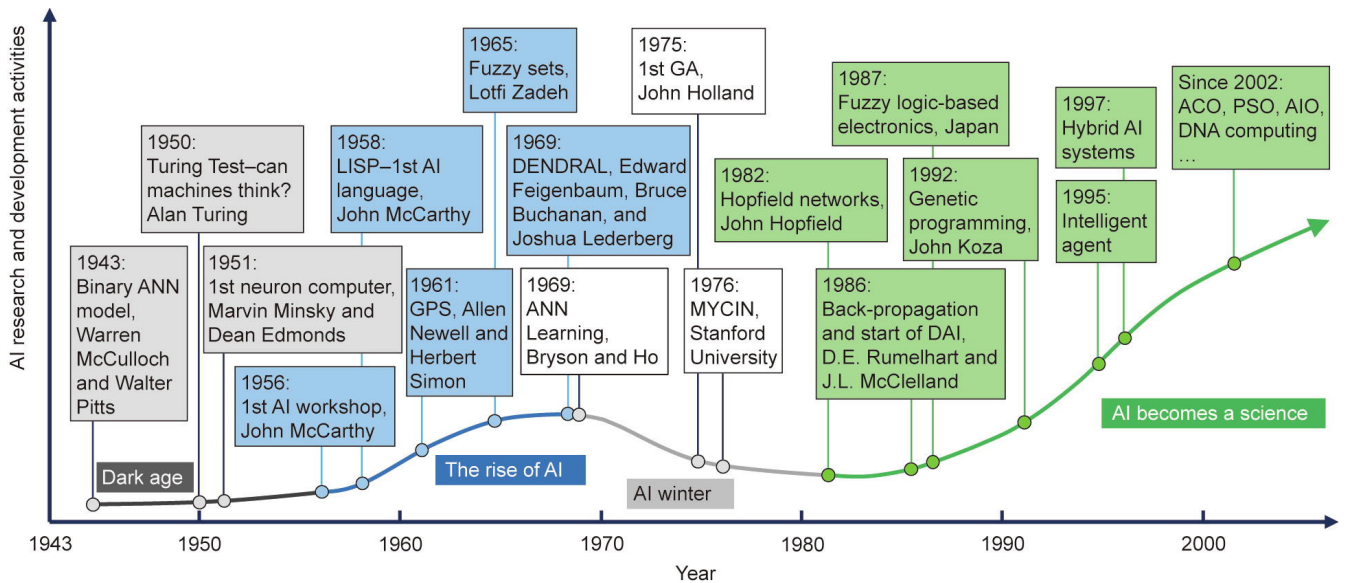 AI research and development activities
1943:
Binary ANN
model,
Warren
McCulloch
and Walter
Pitts
1950:
Turing Test–can
machines think?
Alan Turing
1951:
1st neuron computer,
Marvin Minsky and
Dean Edmonds
1956:
1st AI workshop,
John McCarthy
1958:
LISP–1st AI
language,
John McCarthy
1961:
GPS, Allen
Newell and
Herbert
Simon
1965:
Fuzzy sets,
Lotfi Zadeh
1969:
DENDRAL, Edward
Feigenbaum, Bruce
Buchanan, and
Joshua Lederberg
1969:
ANN
Learning,
Bryson and Ho
1975:
1st GA,
John Holland
1976:
MYCIN,
Stanford
University
1982:
Hopfield networks,
John Hopfield
1986:
Back-propagation
and start of DAI,
D.E. Rumelhart and
J.L. McClelland
1987:
Fuzzy logic-based
electronics, Japan
1992:
Genetic
programming,
John Koza
1995:
Intelligent
agent
1997:
Hybrid AI
systems
Since 2002:
ACO, PSO, AIO,
DNA computing
...
Dark age
The rise of AI
AI winter
AI becomes a science
1943 1950 1960 1970 1980 1990 2000
Year